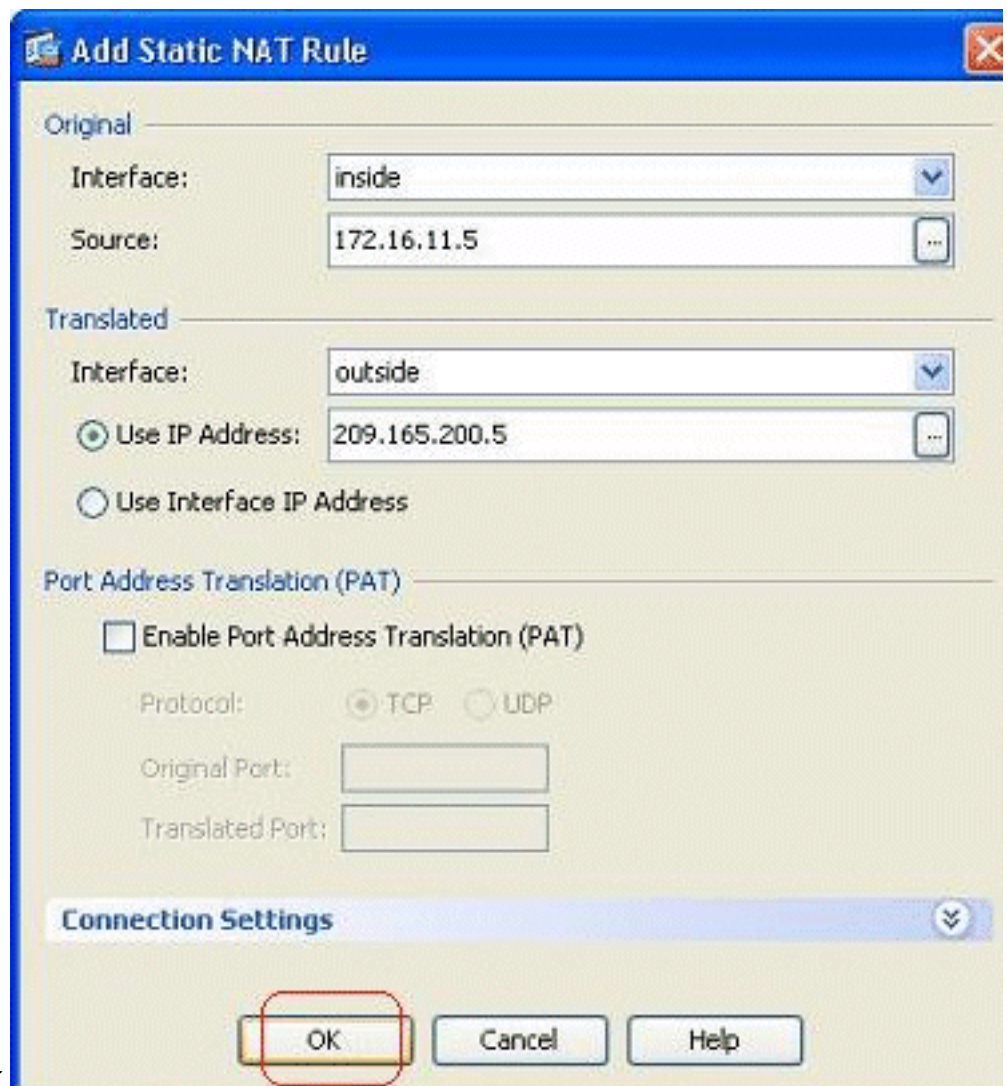 Add Static NAT Rule
Original
Interface: inside
Source: 172.16.11.5 ...
Translated
Interface: outside
Use IP Address: 209.165.200.5 ...
Use Interface IP Address
Port Address Translation (PAT)
Enable Port Address Translation (PAT)
Protocol: TCP UDP
Original Port:
Translated Port:
Connection Settings
OK Cancel Help